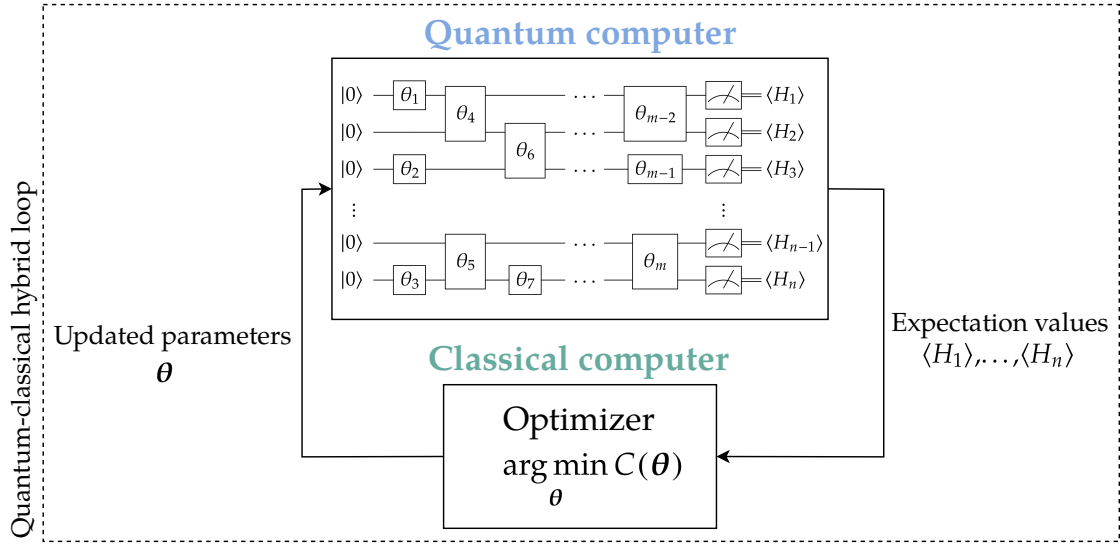 Quantum computer
|0⟩ θ₁ θ₄ ··· θₘ₋₂ ⟨H₁⟩
|0⟩ θ₆ ··· ⟨H₂⟩
|0⟩ θ₂ ··· θₘ₋₁ ⟨H₃⟩
⋮ ⋮
|0⟩ θ₅ ··· θₘ ⟨Hₙ₋₁⟩
|0⟩ θ₃ θ₇ ··· ⟨Hₙ⟩
Quantum-classical hybrid loop
Updated parameters
θ
Expectation values
⟨H₁⟩,...,⟨Hₙ⟩
Classical computer
Optimizer
arg min C(θ)
θ